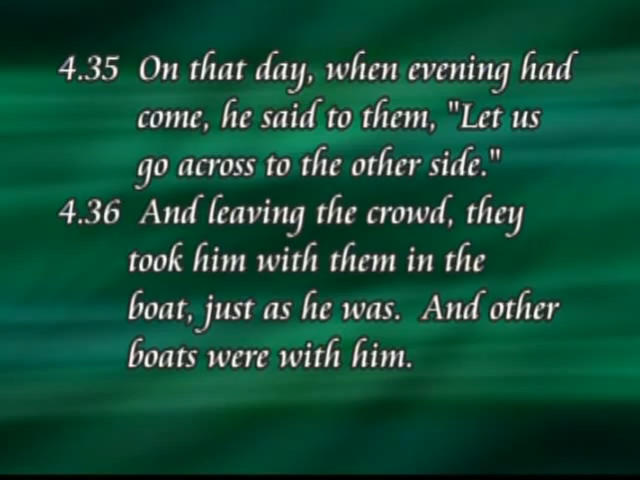 4.35 On that day, when evening had
come, he said to them, "Let us
go across to the other side."
4.36 And leaving the crowd, they
took him with them in the
boat, just as he was. And other
boats were with him.